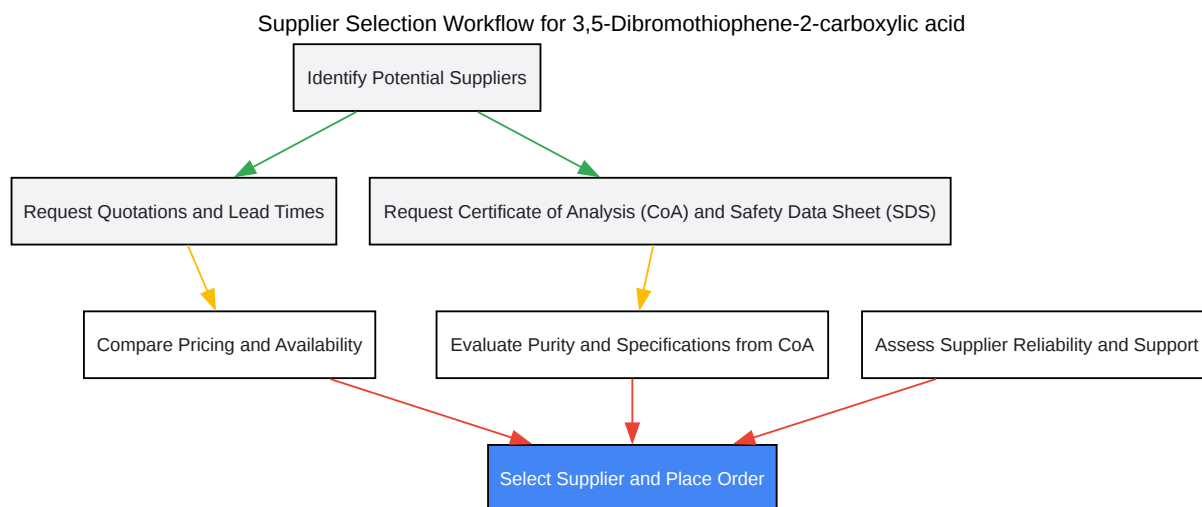 Supplier Selection Workflow for 3,5-Dibromothiophene-2-carboxylic acid
Identify Potential Suppliers
Request Quotations and Lead Times
Request Certificate of Analysis (CoA) and Safety Data Sheet (SDS)
Compare Pricing and Availability
Evaluate Purity and Specifications from CoA
Assess Supplier Reliability and Support
Select Supplier and Place Order